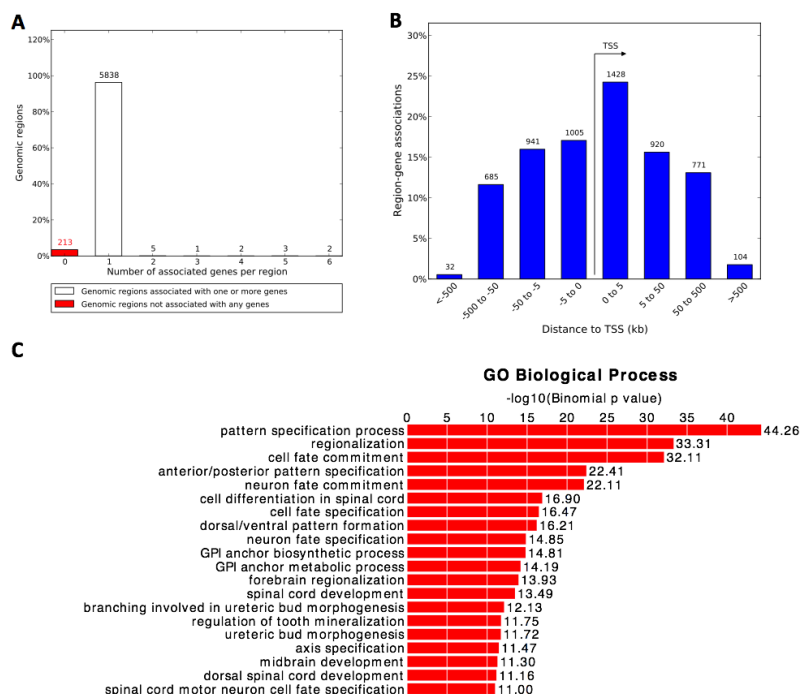 A
Genomic regions
120%
100%
80%
60%
40%
20%
0%
213
5838
5
1
2
3
2
0 1 2 3 4 5 6
Number of associated genes per region
Genomic regions associated with one or more genes
Genomic regions not associated with any genes
B
Region-gene associations
30%
25%
20%
15%
10%
5%
0%
TSS
32
685
941
1005
1428
920
771
104
<-500
-500 to -50
-50 to -5
-5 to 0
0 to 5
5 to 50
50 to 500
>500
Distance to TSS (kb)
C
GO Biological Process
-log10(Binomial p value)
0 5 10 15 20 25 30 35 40
pattern specification process 44.26
regionalization 33.31
cell fate commitment 32.11
anterior/posterior pattern specification 22.41
neuron fate commitment 22.11
cell differentiation in spinal cord 16.90
cell fate specification 16.47
dorsal/ventral pattern formation 16.21
neuron fate specification 14.85
GPI anchor biosynthetic process 14.81
GPI anchor metabolic process 14.19
forebrain regionalization 13.93
spinal cord development 13.49
branching involved in ureteric bud morphogenesis 12.13
regulation of tooth mineralization 11.75
ureteric bud morphogenesis 11.72
axis specification 11.47
midbrain development 11.30
dorsal spinal cord development 11.16
spinal cord motor neuron cell fate specification 11.00